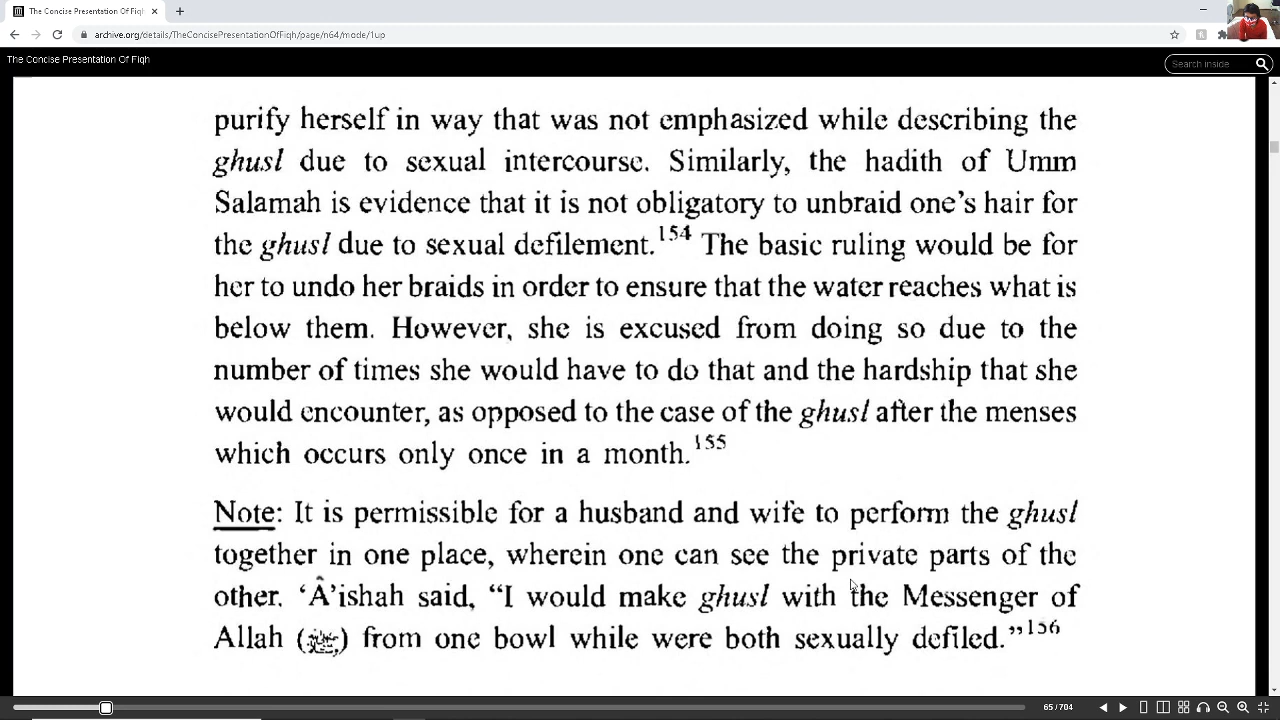 The Concise Presentation Of Fiqh
archive.org/details/TheConcisePresentationOfFiqh/page/n64/mode/1up
The Concise Presentation Of Fiqh
Search inside
purify herself in way that was not emphasized while describing the
ghusl due to sexual intercourse. Similarly, the hadith of Umm
Salamah is evidence that it is not obligatory to unbraid one's hair for
the ghusl due to sexual defilement.154 The basic ruling would be for
her to undo her braids in order to ensure that the water reaches what is
below them. However, she is excused from doing so due to the
number of times she would have to do that and the hardship that she
would encounter, as opposed to the case of the ghusl after the menses
which occurs only once in a month.155
Note: It is permissible for a husband and wife to perform the ghusl
together in one place, wherein one can see the private parts of the
other. ‘Â’ishah said, “I would make ghusl with the Messenger of
Allah (ﷺ) from one bowl while were both sexually defiled.”156
65 / 704